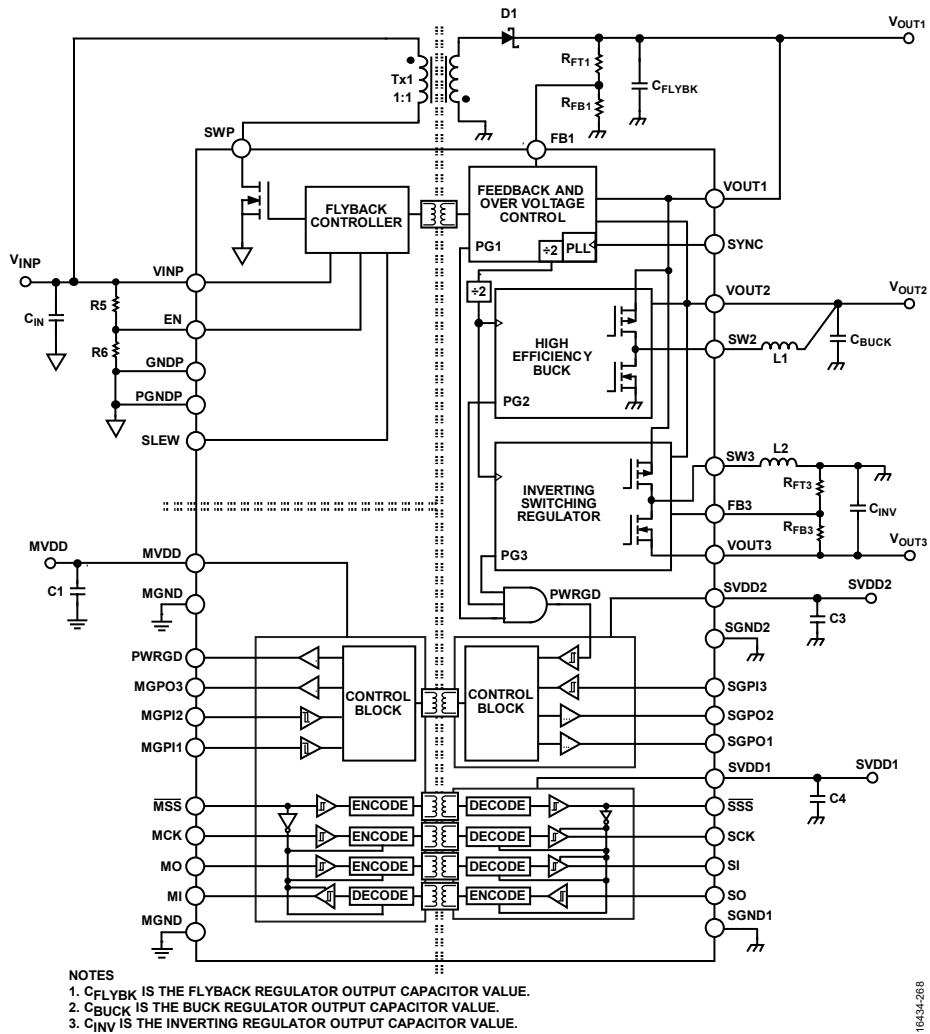 D1
VOUT1
RFT1
Tx1
1:1
CFLYBK
RFB1
SWP
FB1
FLYBACK
CONTROLLER
FEEDBACK AND
OVER VOLTAGE
CONTROL
VOUT1
PG1
÷2
PLL
SYNC
VINP
VINP
÷2
VOUT2
VOUT2
R5
CIN
EN
HIGH
EFFICIENCY
BUCK
SW2
L1
CBUCK
R6
GNDP
PG2
PGNDP
SLEW
SW3
L2
INVERTING
SWITCHING
REGULATOR
RFT3
FB3
CINV
RFB3
VOUT3
VOUT3
MVDD
MVDD
PG3
C1
MGND
PWRGD
SVDD2
SVDD2
C3
SGND2
PWRGD
MGPO3
CONTROL
BLOCK
CONTROL
BLOCK
SGPI3
MGPI2
SGPO2
MGPI1
SGPO1
SVDD1
SVDD1
C4
MSS
ENCODE
DECODE
SSS
MCK
ENCODE
DECODE
SCK
MO
ENCODE
DECODE
SI
MI
DECODE
ENCODE
SO
MGND
SGND1
NOTES
1. CFLYBK IS THE FLYBACK REGULATOR OUTPUT CAPACITOR VALUE.
2. CBUCK IS THE BUCK REGULATOR OUTPUT CAPACITOR VALUE.
3. CINV IS THE INVERTING REGULATOR OUTPUT CAPACITOR VALUE.
16434-268